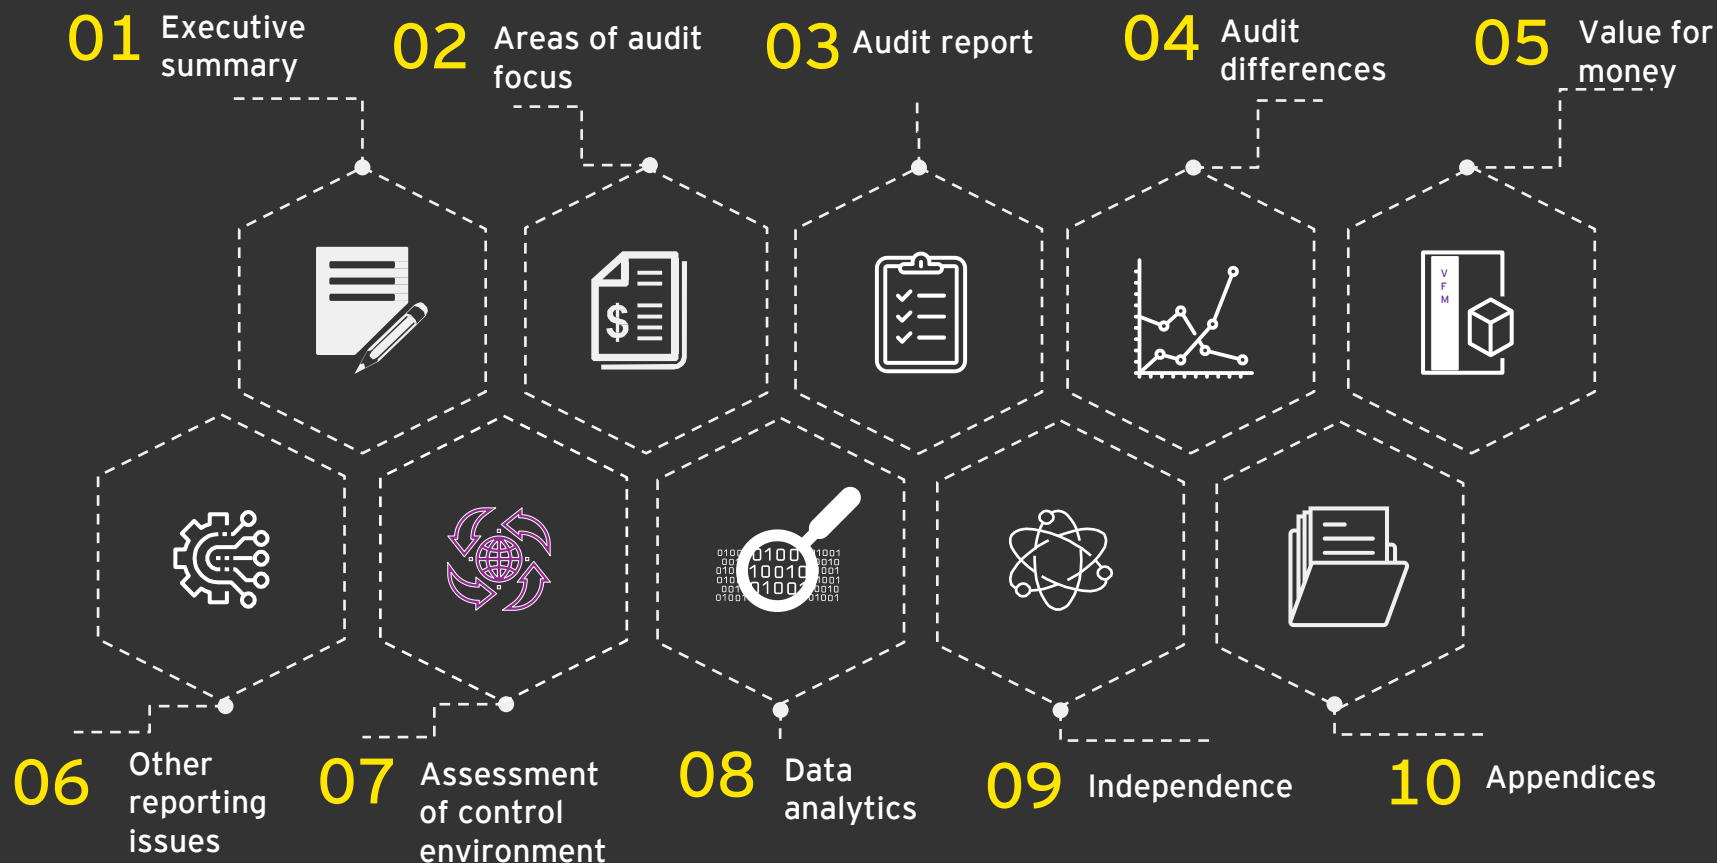 01 Executive
summary
02 Areas of audit
focus
03 Audit report
04 Audit
differences
05 Value for
money
$
V
F
M
06 Other
reporting
issues
07 Assessment
of control
environment
08 Data
analytics
09 Independence
10 Appendices